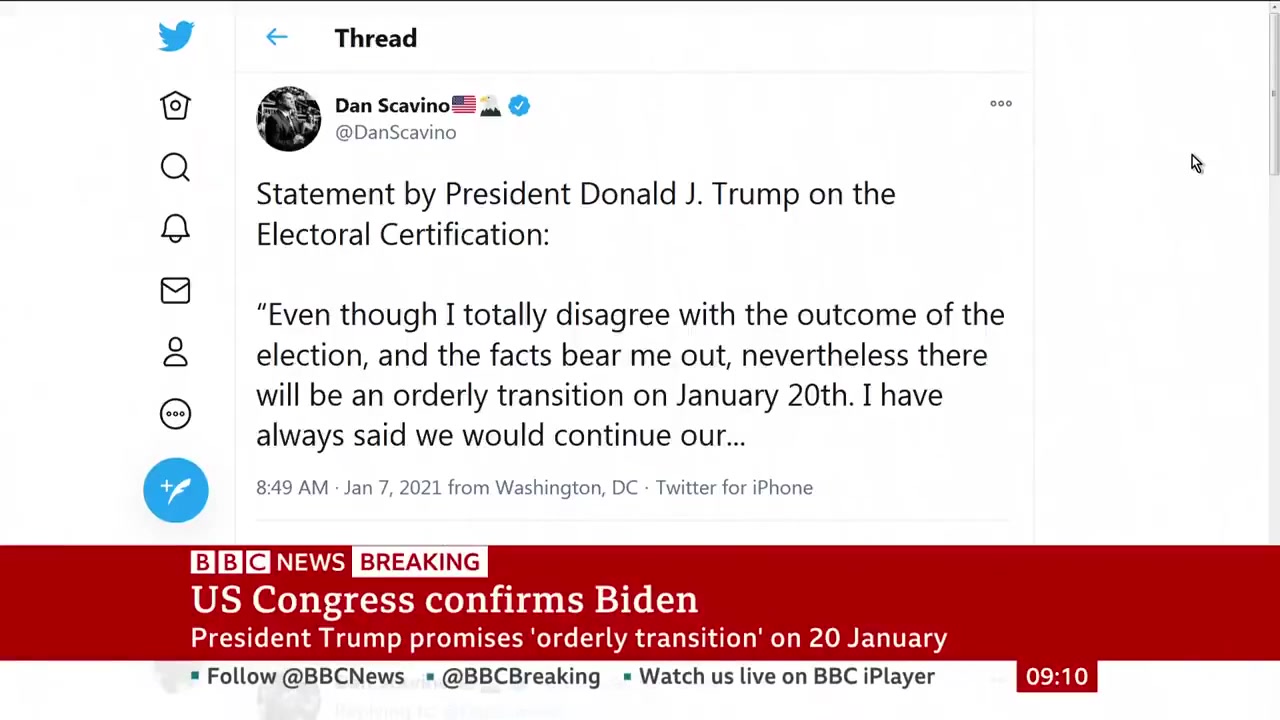 Thread
Dan Scavino
@DanScavino
Statement by President Donald J. Trump on the
Electoral Certification:
“Even though I totally disagree with the outcome of the
election, and the facts bear me out, nevertheless there
will be an orderly transition on January 20th. I have
always said we would continue our...
8:49 AM · Jan 7, 2021 from Washington, DC · Twitter for iPhone
BBC NEWS BREAKING
US Congress confirms Biden
President Trump promises 'orderly transition' on 20 January
Follow @BBCNews @BBCBreaking Watch us live on BBC iPlayer 09:10